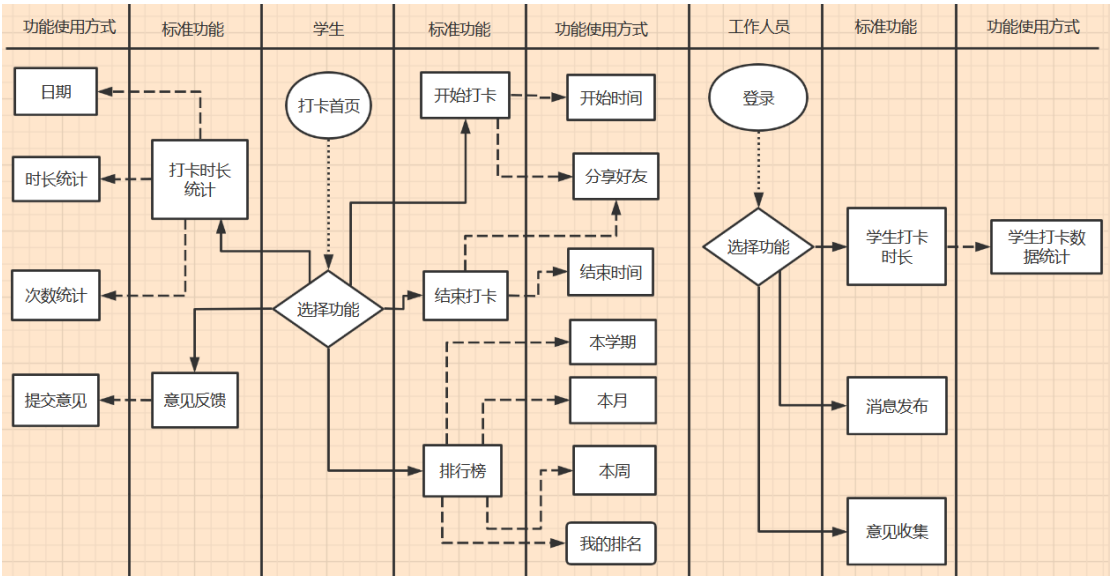 功能使用方式
标准功能
学生
标准功能
功能使用方式
工作人员
标准功能
功能使用方式
日期
打卡首页
开始打卡
开始时间
登录
时长统计
打卡时长
统计
分享好友
选择功能
学生打卡
时长
学生打卡数
据统计
次数统计
选择功能
结束打卡
结束时间
本学期
提交意见
意见反馈
本月
消息发布
排行榜
本周
我的排名
意见收集